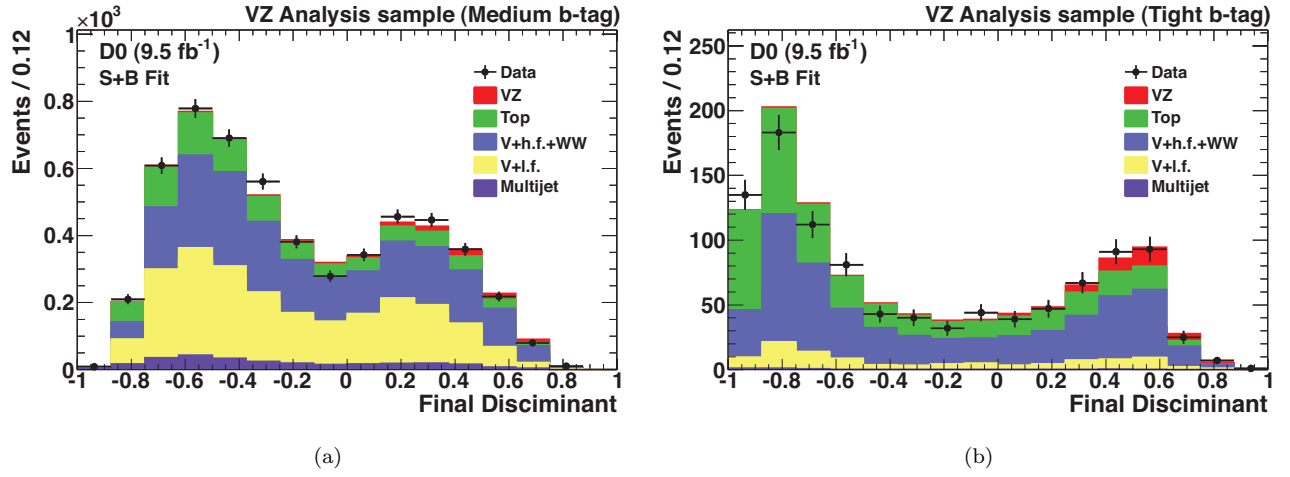 VZ Analysis sample (Medium b-tag)
×10³
Events / 0.12
D0 (9.5 fb⁻¹)
S+B Fit
Data
VZ
Top
V+h.f.+WW
V+l.f.
Multijet
1
0.8
0.6
0.4
0.2
0
-1 -0.8 -0.6 -0.4 -0.2 0 0.2 0.4 0.6 0.8 1
Final Disciminant
(a)
VZ Analysis sample (Tight b-tag)
Events / 0.12
D0 (9.5 fb⁻¹)
S+B Fit
Data
VZ
Top
V+h.f.+WW
V+l.f.
Multijet
250
200
150
100
50
0
-1 -0.8 -0.6 -0.4 -0.2 0 0.2 0.4 0.6 0.8 1
Final Disciminant
(b)